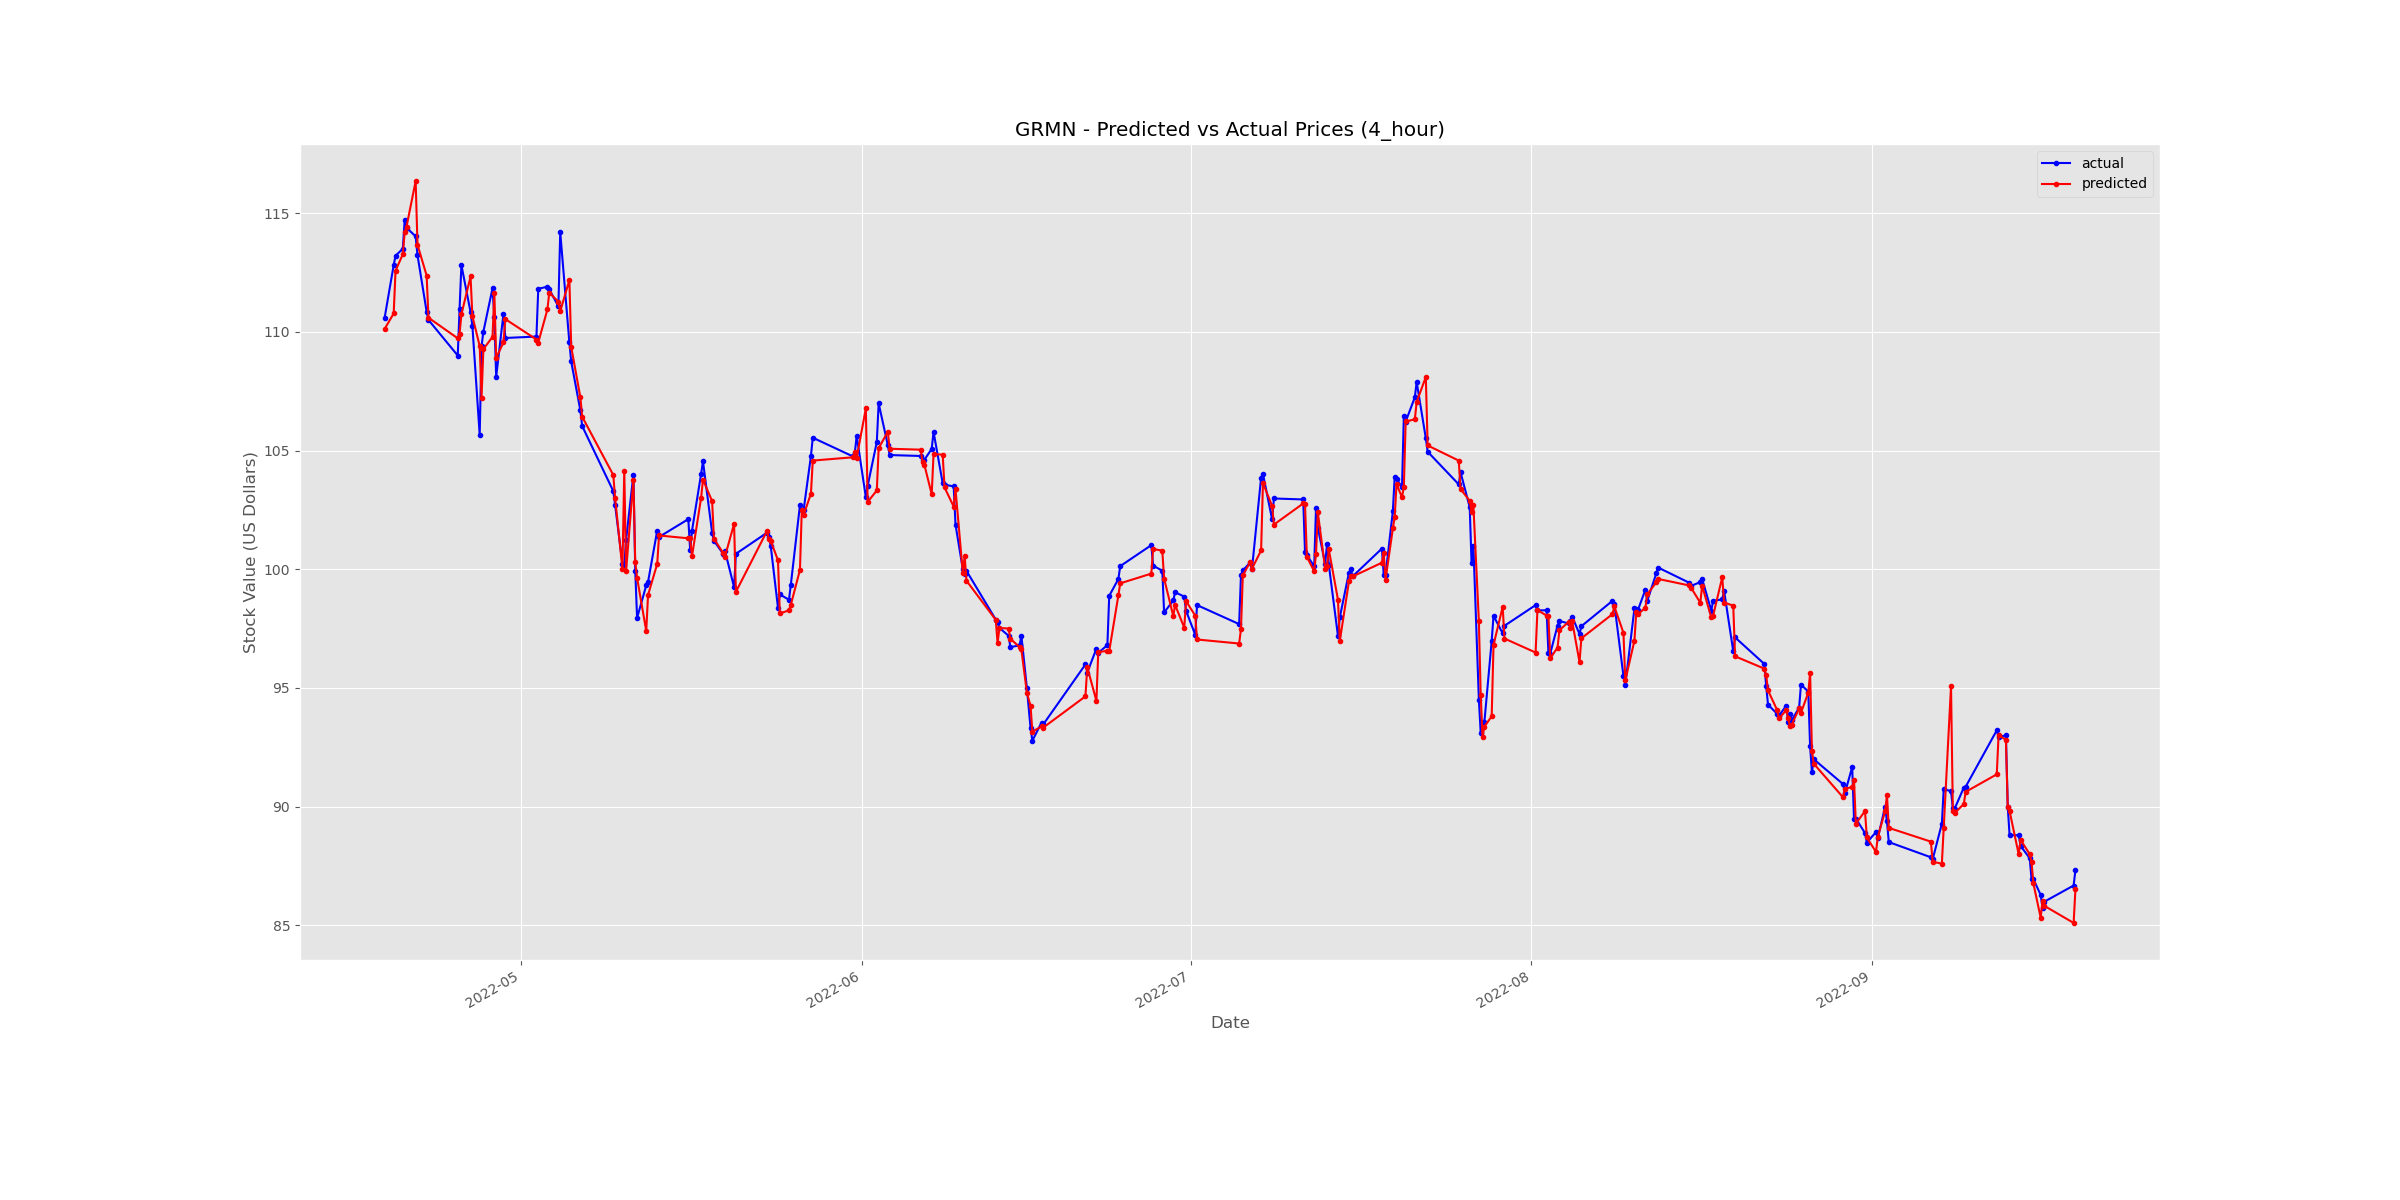 GRMN - Predicted vs Actual Prices (4_hour)
actual
predicted
Stock Value (US Dollars)
115
110
105
100
95
90
85
2022-05
2022-06
2022-07
2022-08
2022-09
Date